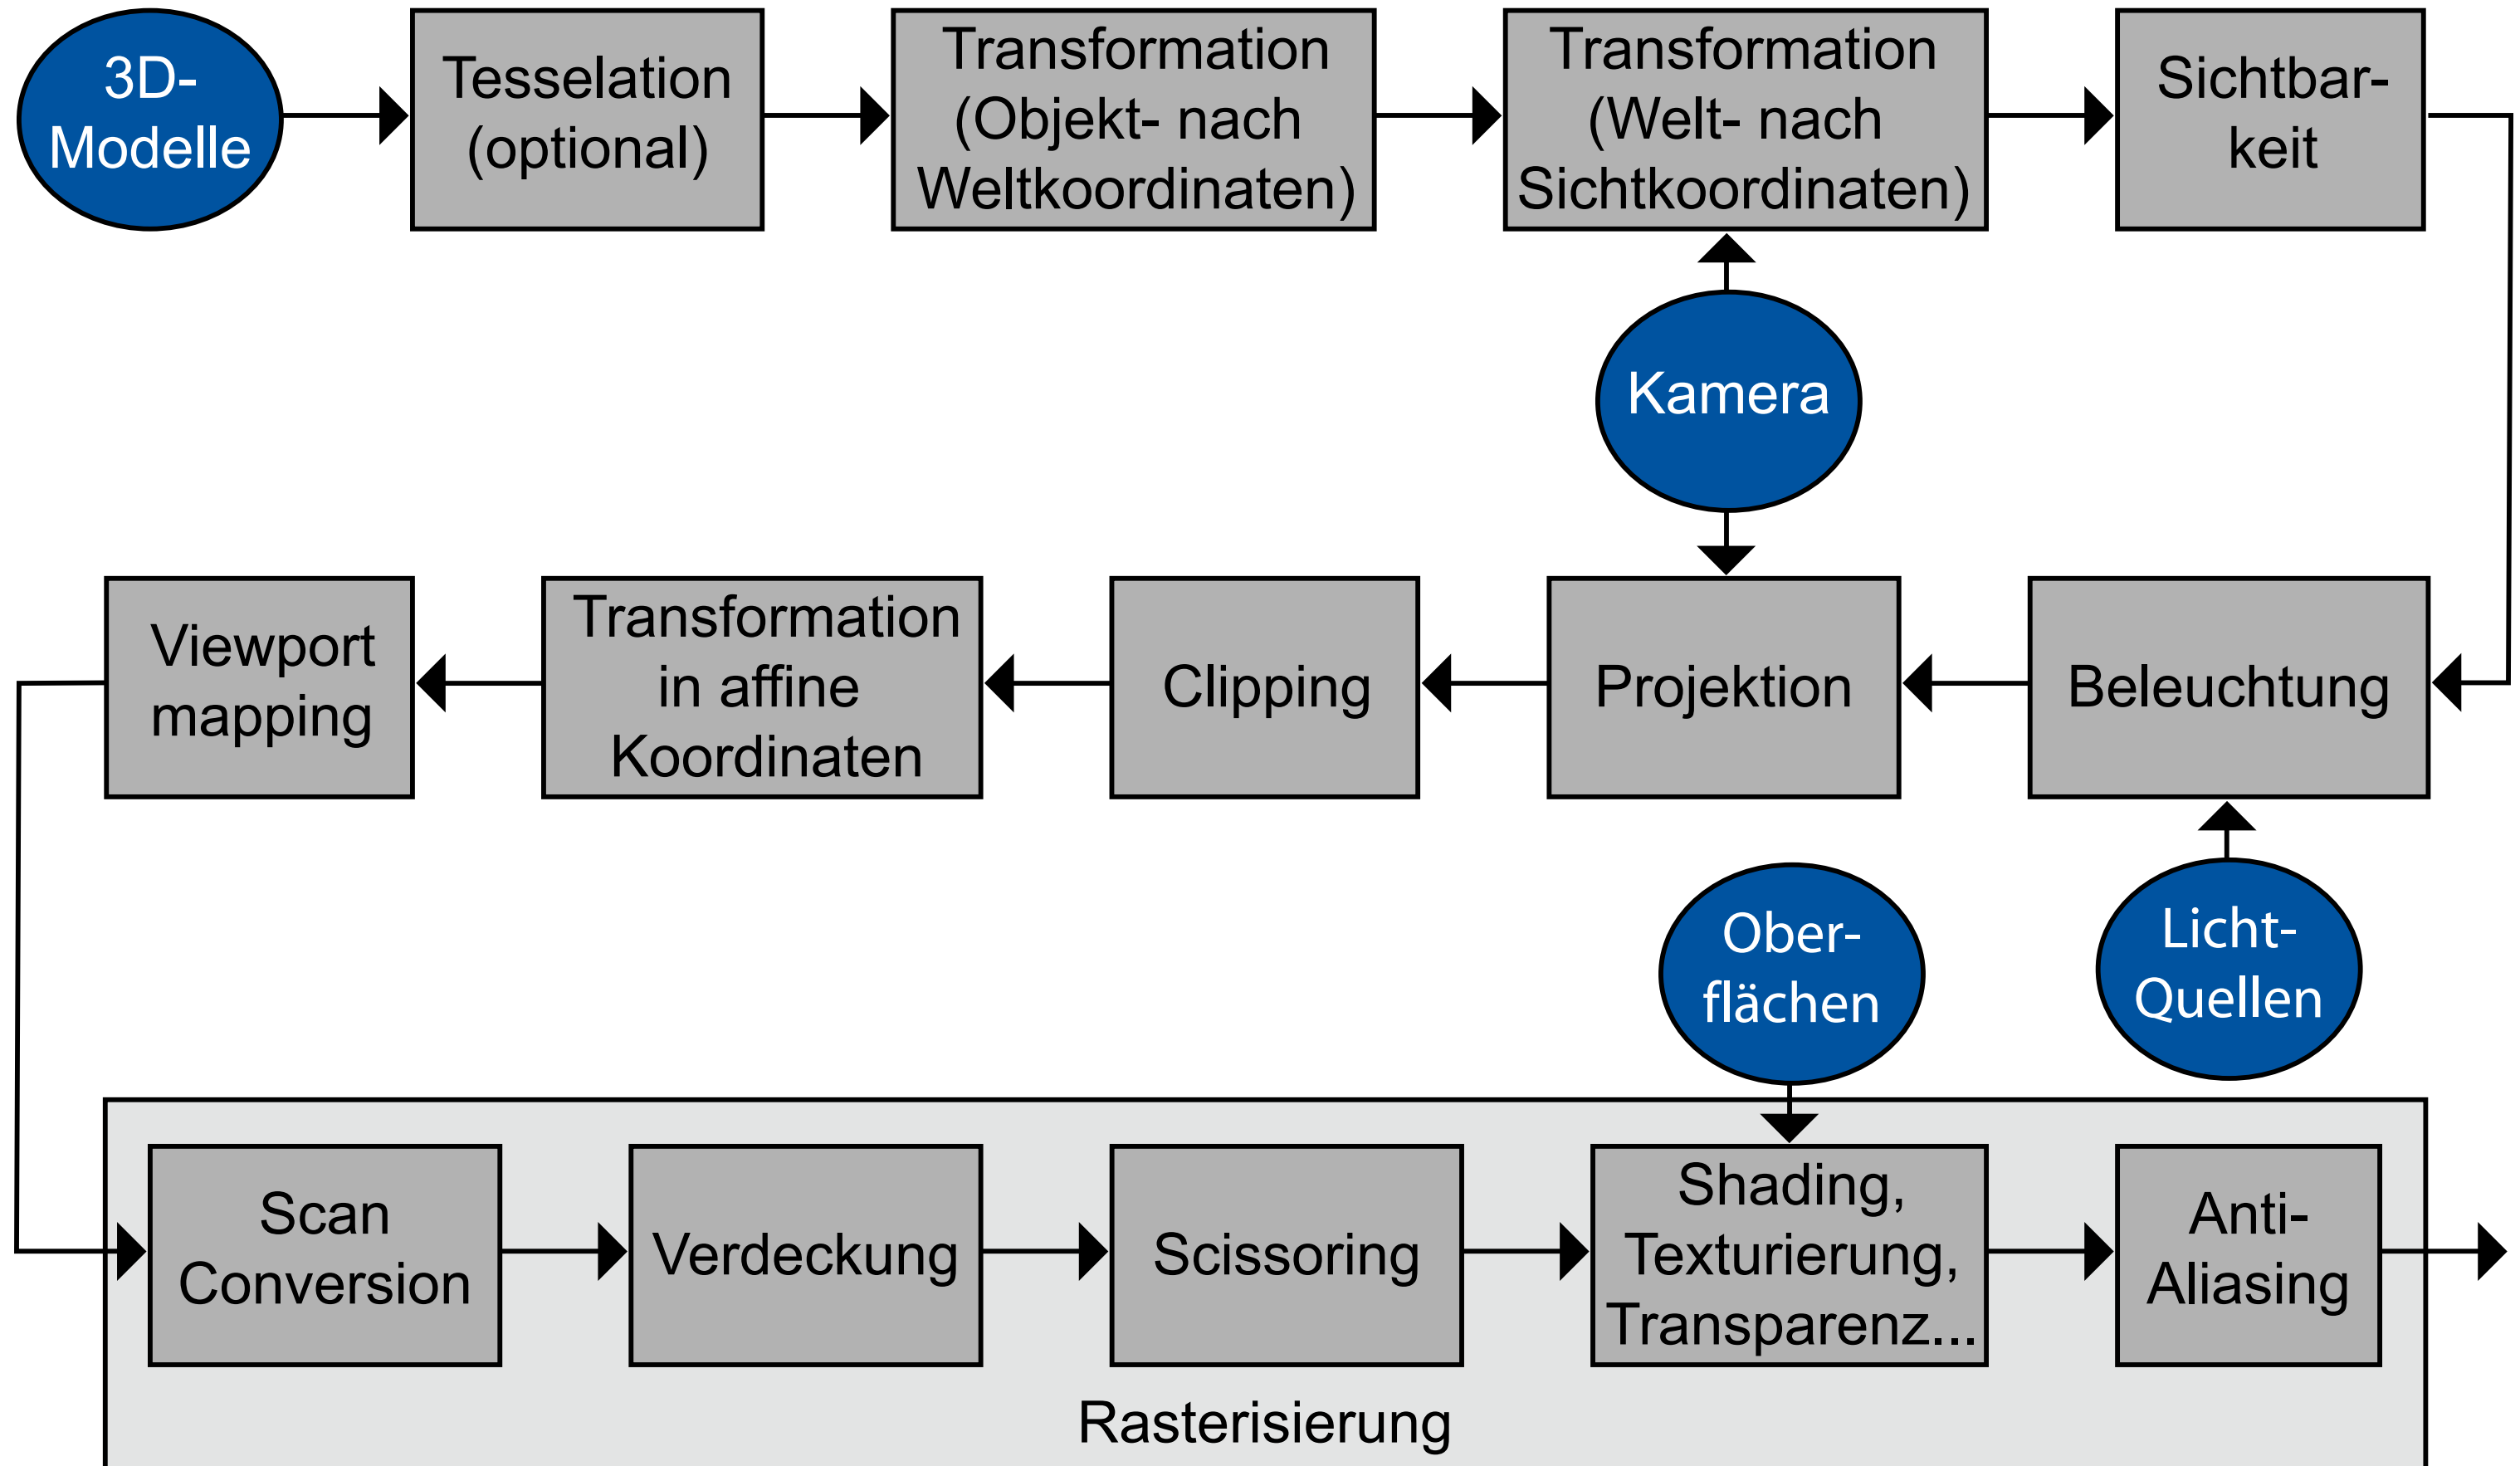 3D-
Modelle
Tesselation
(optional)
Transformation
(Objekt- nach
Weltkoordinaten)
Transformation
(Welt- nach
Sichtkoordinaten)
Sichtbar-
keit
Kamera
Viewport
mapping
Transformation
in affine
Koordinaten
Clipping
Projektion
Beleuchtung
Ober-
flächen
Licht-
Quellen
Scan
Conversion
Verdeckung
Scissoring
Shading,
Texturierung,
Transparenz...
Anti-
Aliasing
Rasterisierung